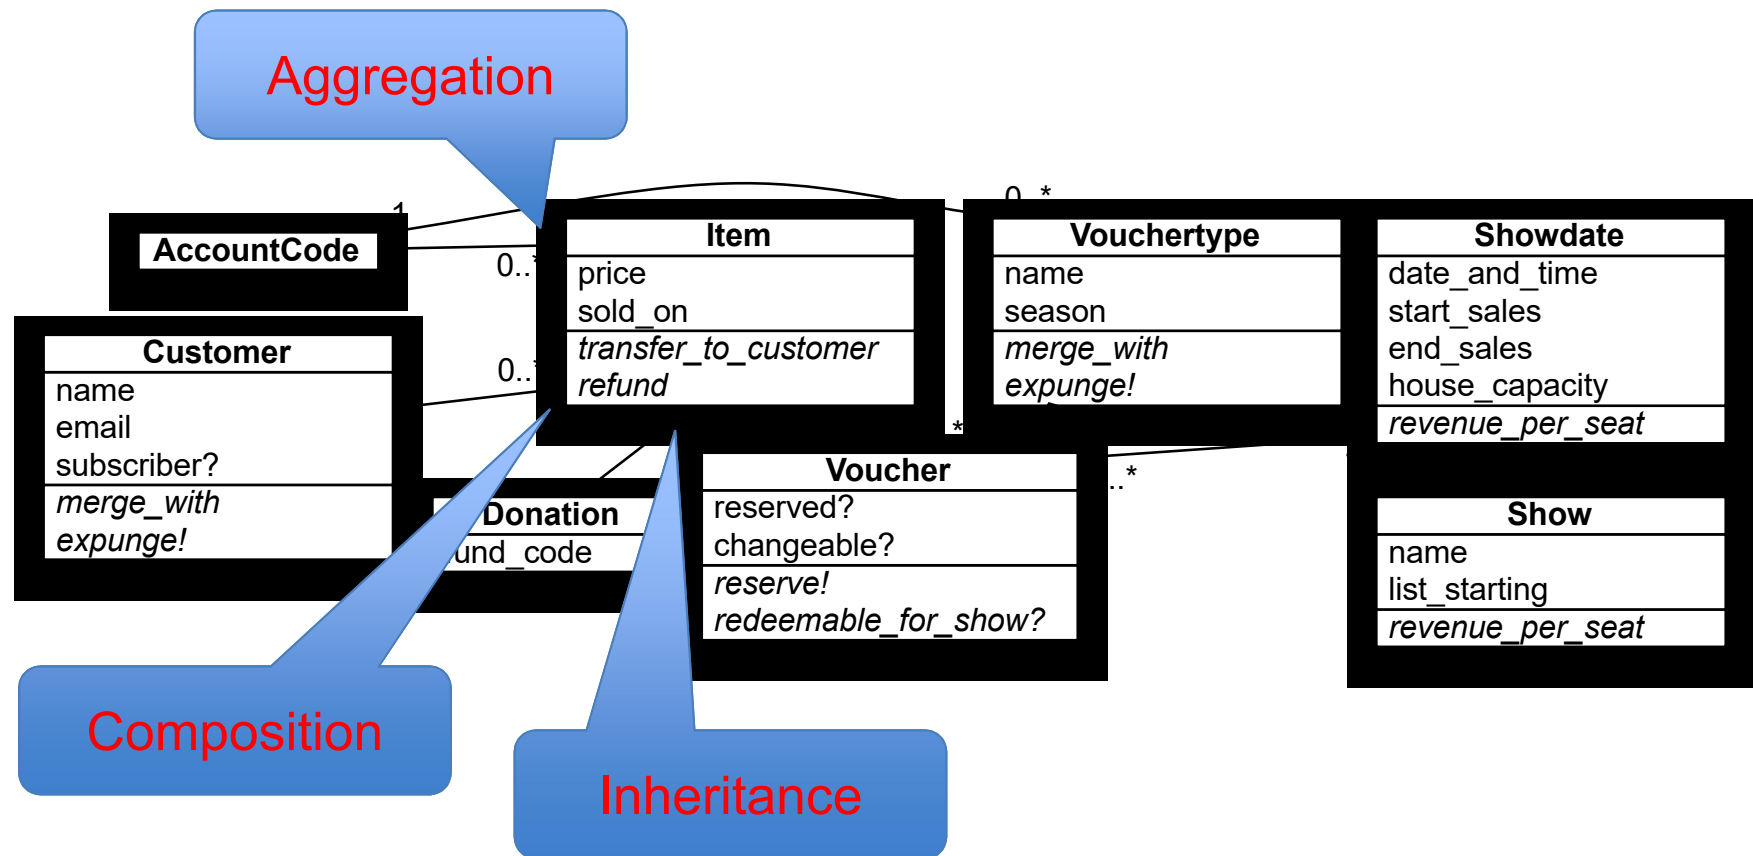 Aggregation
1
0..*
AccountCode
0..*
Item
price
sold_on
transfer_to_customer
refund
Vouchertype
name
season
merge_with
expunge!
Showdate
date_and_time
start_sales
end_sales
house_capacity
revenue_per_seat
Customer
name
email
subscriber?
merge_with
expunge!
0..*
*
..*
Donation
und_code
Voucher
reserved?
changeable?
reserve!
redeemable_for_show?
Show
name
list_starting
revenue_per_seat
Composition
Inheritance